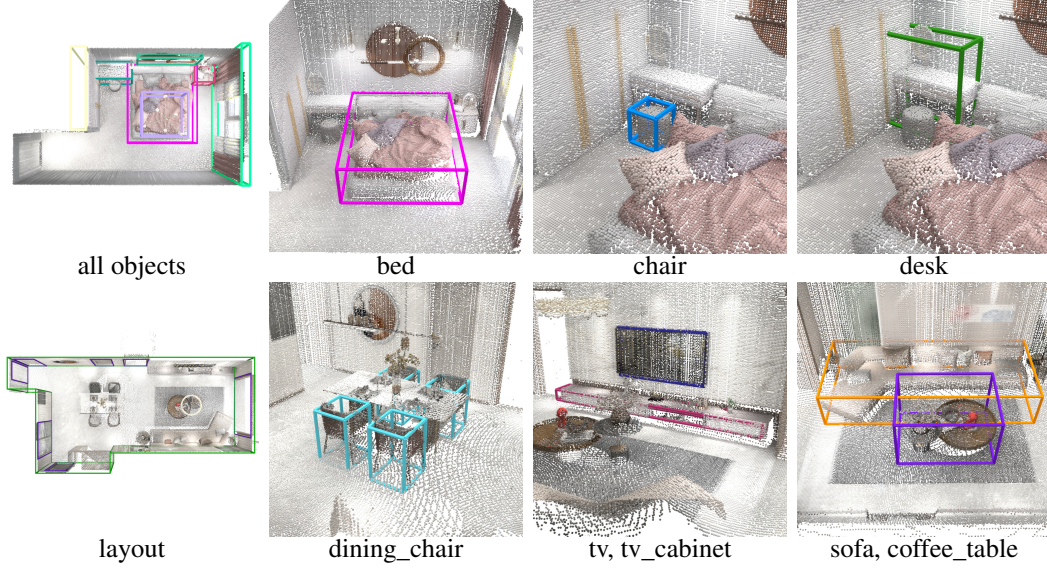 all objects
bed
chair
desk
layout
dining_chair
tv, tv_cabinet
sofa, coffee_table